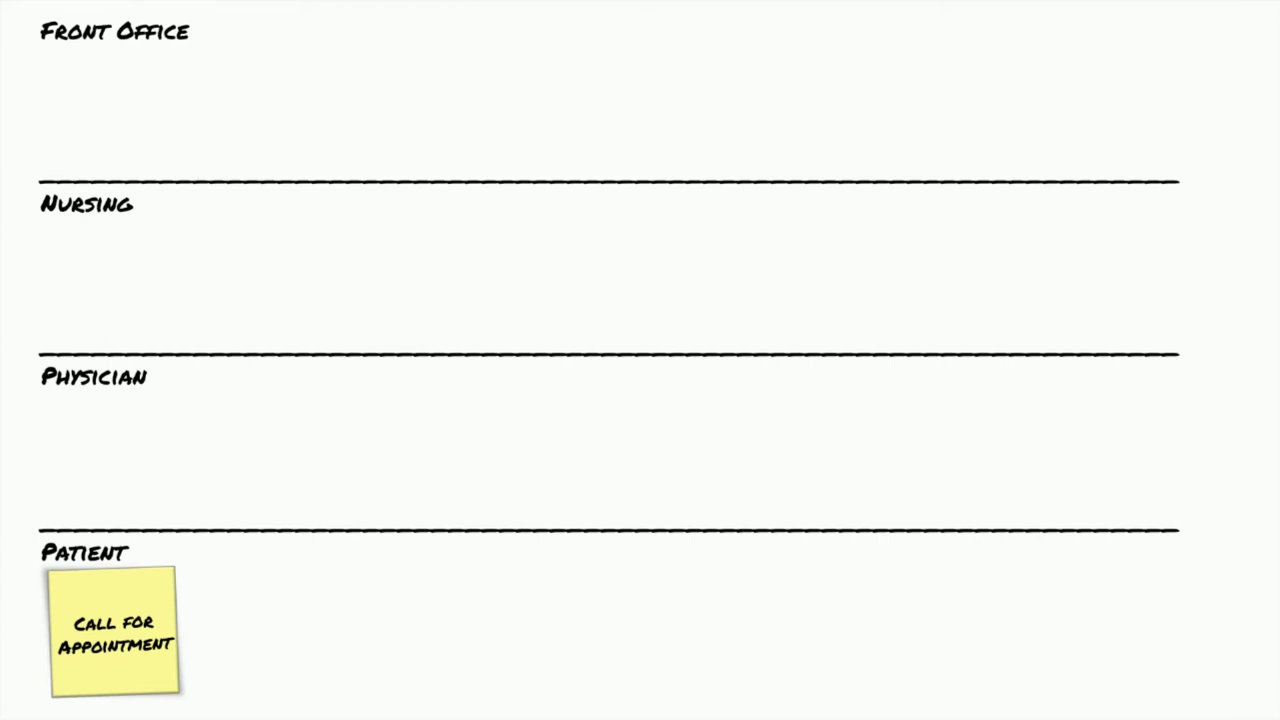 Front Office
Nursing
Physician
Patient
Call for
Appointment